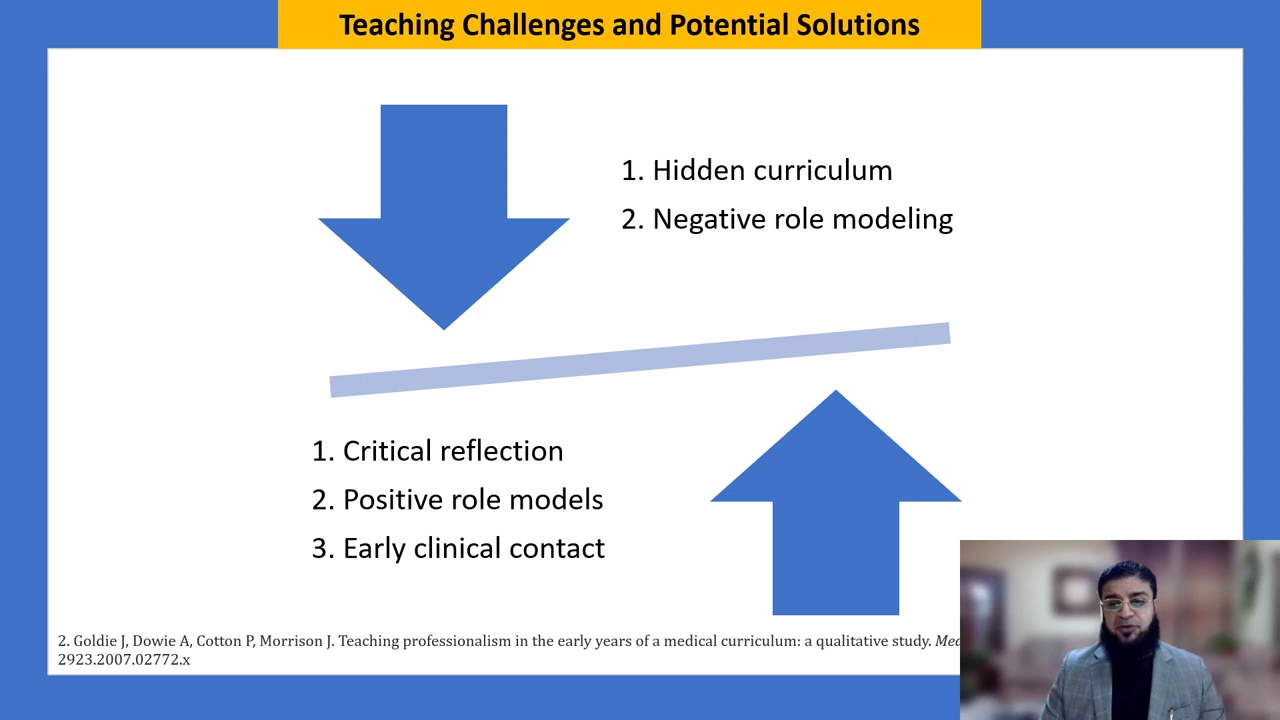 Teaching Challenges and Potential Solutions
1. Hidden curriculum
2. Negative role modeling
1. Critical reflection
2. Positive role models
3. Early clinical contact
2. Goldie J, Dowie A, Cotton P, Morrison J. Teaching professionalism in the early years of a medical curriculum: a qualitative study.
2923.2007.02772.x